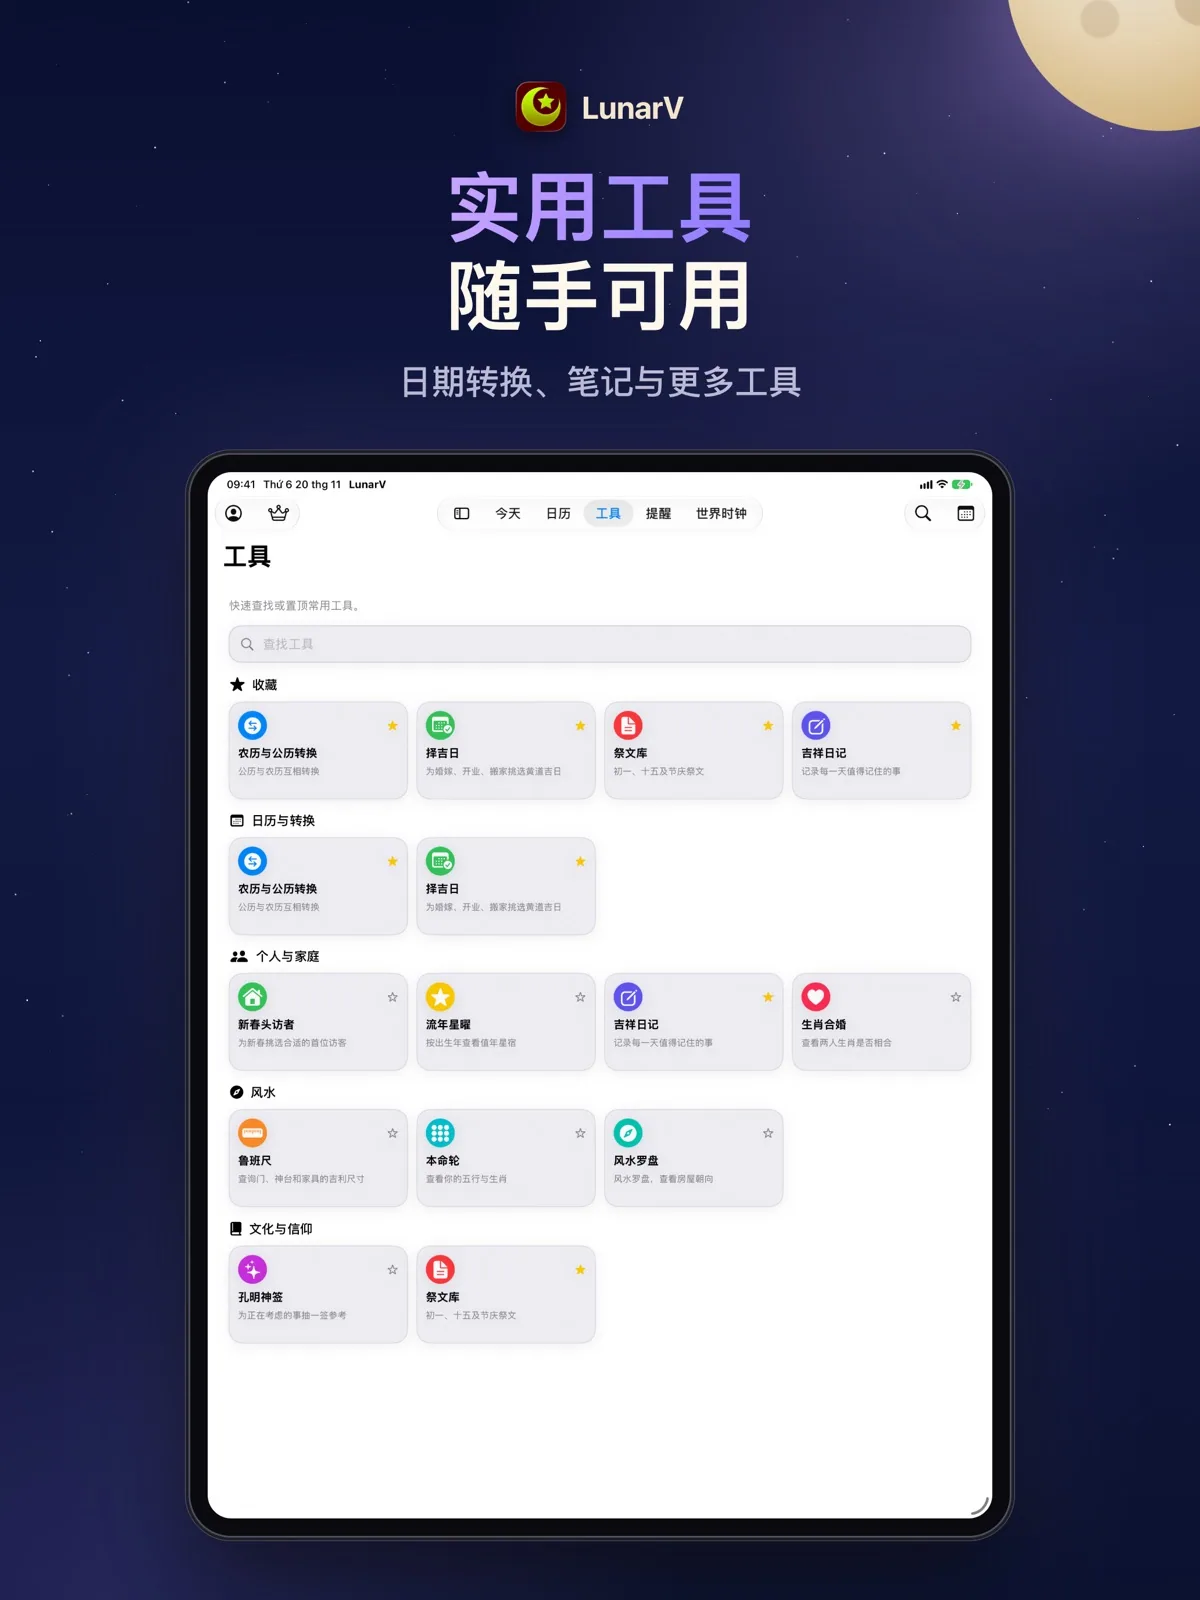 LunarV
实用工具
随手可用
日期转换、笔记与更多工具
09:41 Thứ 6 20 thg 11 LunarV
今天 日历 工具 提醒 世界时钟
工具
快速查找或置顶常用工具。
查找工具
收藏
农历与公历转换
公历与农历互相转换
择吉日
为婚嫁、开业、搬家挑选黄道吉日
祭文库
初一、十五及节庆祭文
吉祥日记
记录每一天值得记住的事
日历与转换
农历与公历转换
公历与农历互相转换
择吉日
为婚嫁、开业、搬家挑选黄道吉日
个人与家庭
新春头访者
为新春挑选合适的首位访客
流年星曜
按出生年查看值年星宿
吉祥日记
记录每一天值得记住的事
生肖合婚
查看两人生肖是否相合
风水
鲁班尺
查询门、神台和家具的吉利尺寸
本命轮
查看你的五行与生肖
风水罗盘
风水罗盘，查看房屋朝向
文化与信仰
孔明神签
为正在考虑的事抽一签参考
祭文库
初一、十五及节庆祭文